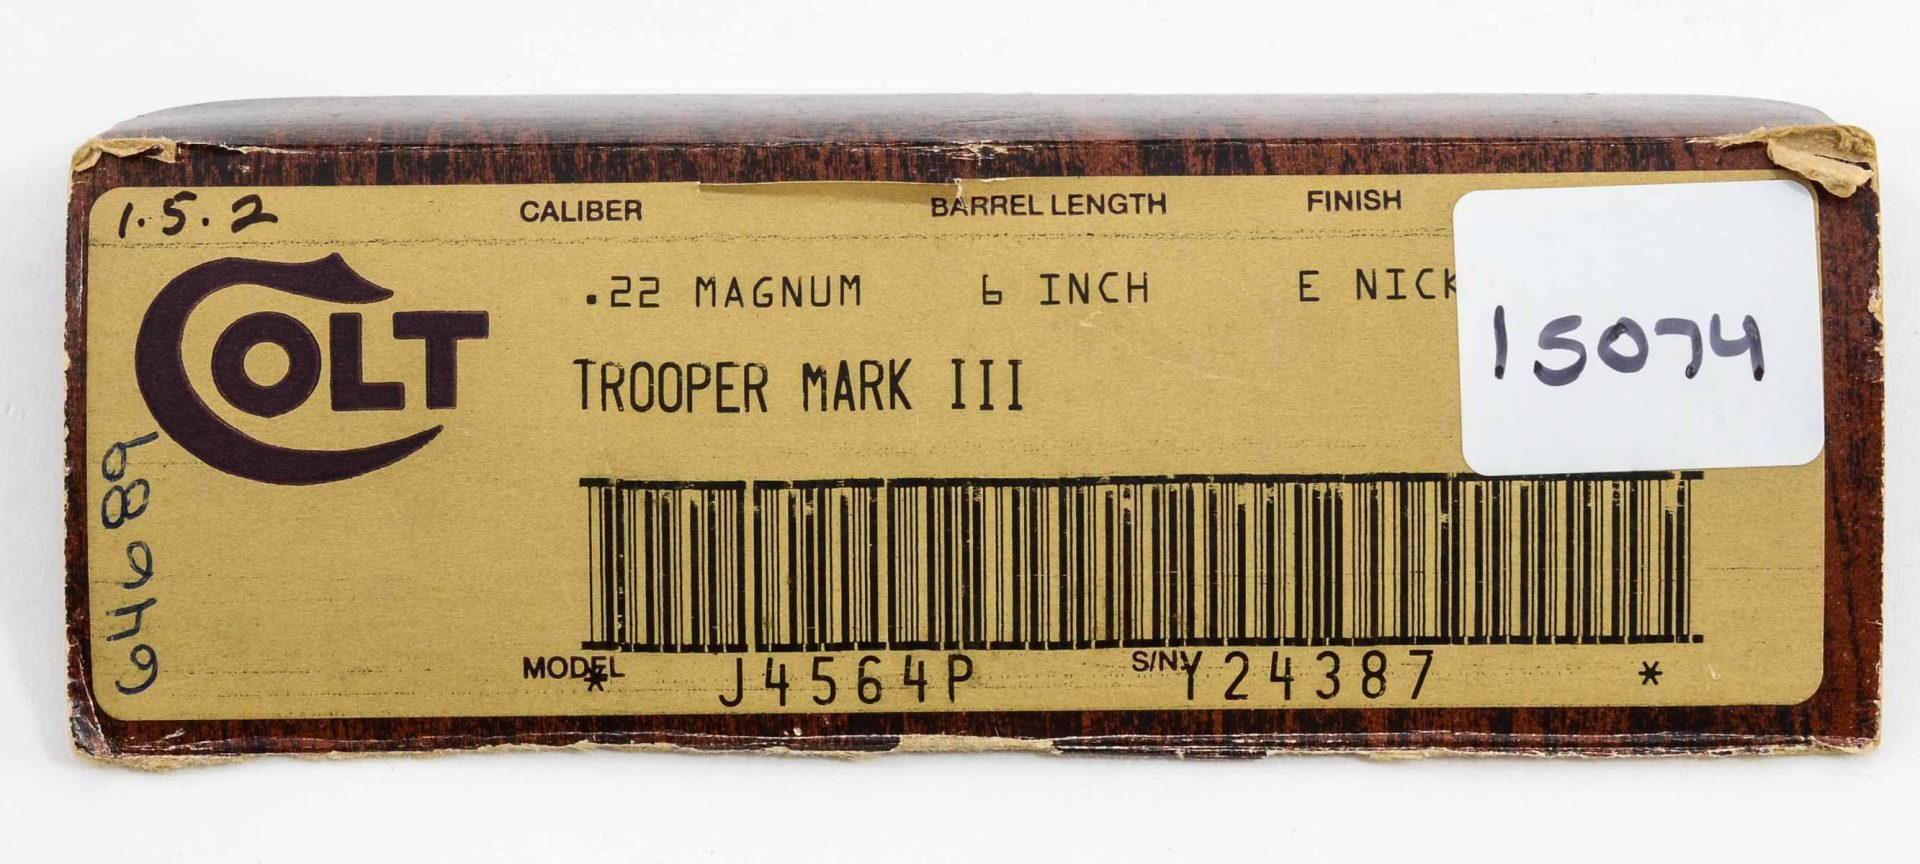 1.5.2
CALIBER BARREL LENGTH FINISH
COLT
.22 MAGNUM 6 INCH E NICK
TROOPER MARK III
15074
64689
MODEL * J4564P S/N: Y24387 *